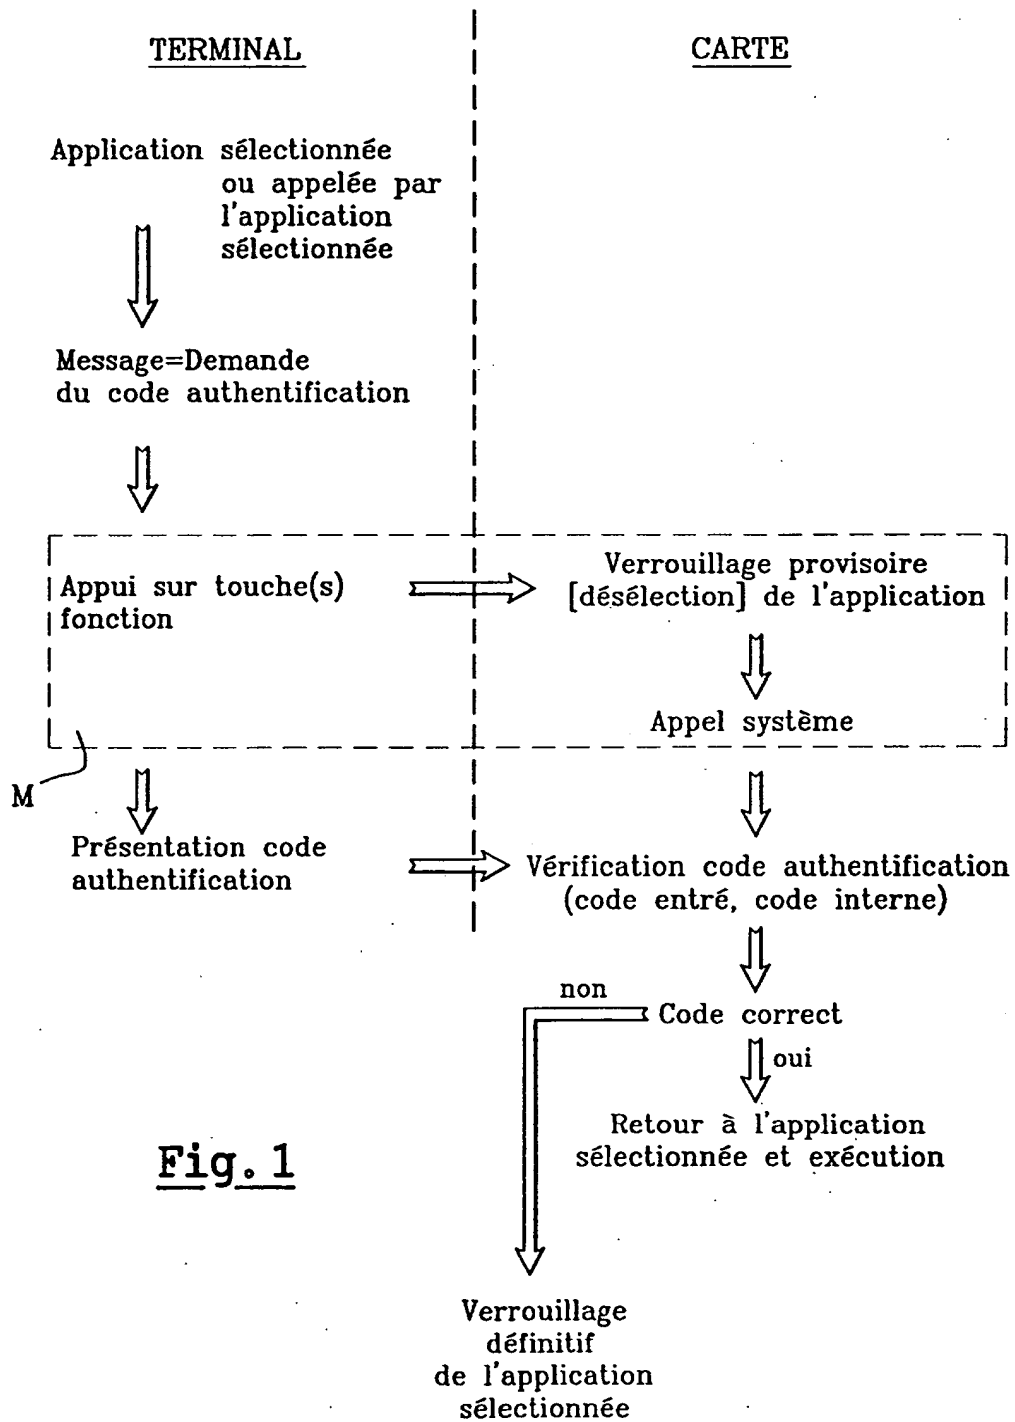 TERMINAL
CARTE
Application sélectionnée
ou appelée par
l'application
sélectionnée
Message=Demande
du code authentification
Appui sur touche(s)
fonction
Verrouillage provisoire
[désélection] de l'application
Appel système
M
Présentation code
authentification
Vérification code authentification
(code entré, code interne)
non
Code correct
oui
Retour à l'application
sélectionnée et exécution
Fig. 1
Verrouillage
définitif
de l'application
sélectionnée